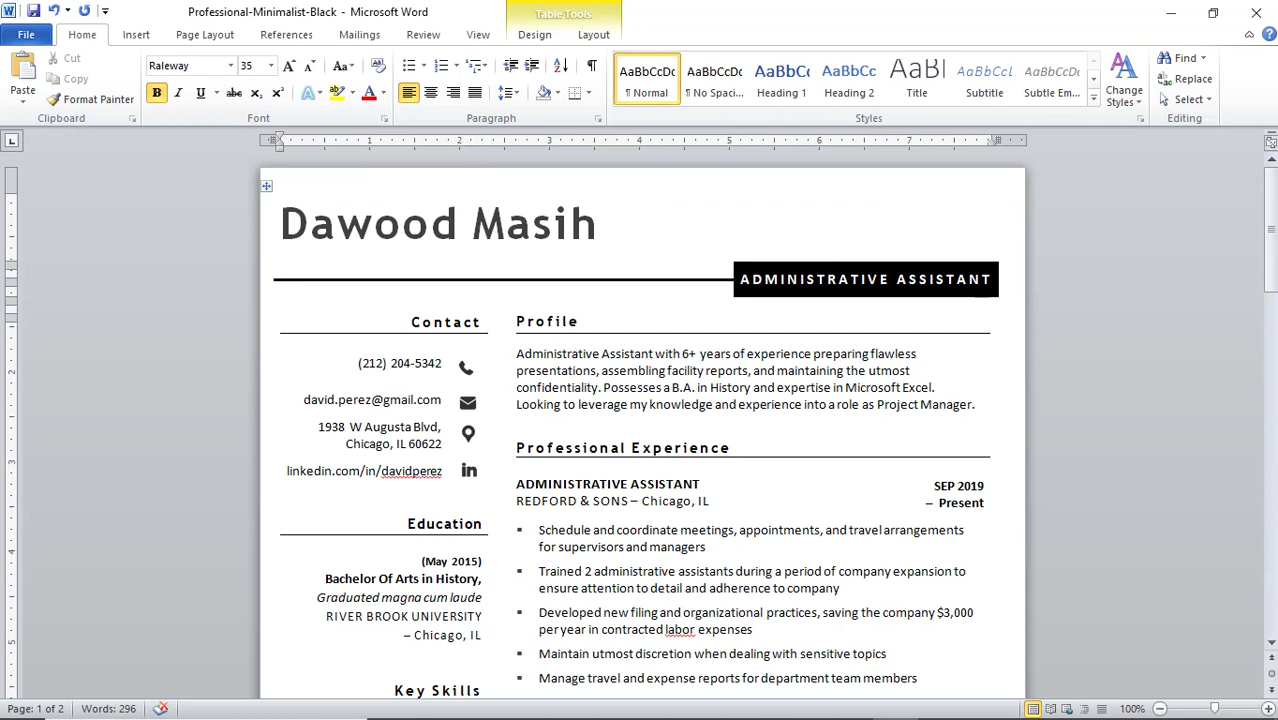 Professional-Minimalist-Black - Microsoft Word
Table Tools
File Home Insert Page Layout References Mailings Review View Design Layout
Paste
Cut
Copy
Format Painter
Clipboard
Raleway 35
Font
Paragraph
AaBbCcDc AaBbCcDc AaBbCc AaBbCc AaBl AaBbCcDc AaBbCcDc
¶ Normal ¶ No Spaci... Heading 1 Heading 2 Title Subtitle Subtle Em...
Change Styles
Styles
Find
Replace
Select
Editing
1 2 3 4 5 6 7
Dawood Masih
ADMINISTRATIVE ASSISTANT
Contact
(212) 204-5342
david.perez@gmail.com
1938 W Augusta Blvd,
Chicago, IL 60622
linkedin.com/in/davidperez
Education
(May 2015)
Bachelor Of Arts in History,
Graduated magna cum laude
RIVER BROOK UNIVERSITY
– Chicago, IL
Key Skills
Profile
Administrative Assistant with 6+ years of experience preparing flawless
presentations, assembling facility reports, and maintaining the utmost
confidentiality. Possesses a B.A. in History and expertise in Microsoft Excel.
Looking to leverage my knowledge and experience into a role as Project Manager.
Professional Experience
ADMINISTRATIVE ASSISTANT
REDFORD & SONS – Chicago, IL
SEP 2019
– Present
▪ Schedule and coordinate meetings, appointments, and travel arrangements
for supervisors and managers
▪ Trained 2 administrative assistants during a period of company expansion to
ensure attention to detail and adherence to company
▪ Developed new filing and organizational practices, saving the company $3,000
per year in contracted labor expenses
▪ Maintain utmost discretion when dealing with sensitive topics
▪ Manage travel and expense reports for department team members
Page: 1 of 2 Words: 296 100%